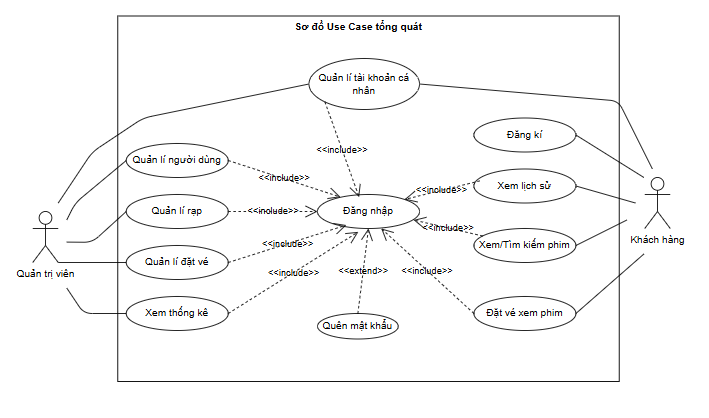 Sơ đồ Use Case tổng quát
Quản lí tài khoản cá
nhân
Đăng kí
<<include>>
Quản lí người dùng
<<include>>
Xem lịch sử
<<include>>
Quản lí rạp
<<include>>
Đăng nhập
Khách hàng
<<include>>
Xem/Tìm kiếm phim
<<include>>
Quản lí đặt vé
Quản trị viên
<<include>>
<<extend>>
<<include>>
Xem thống kê
Quên mật khẩu
Đặt vé xem phim